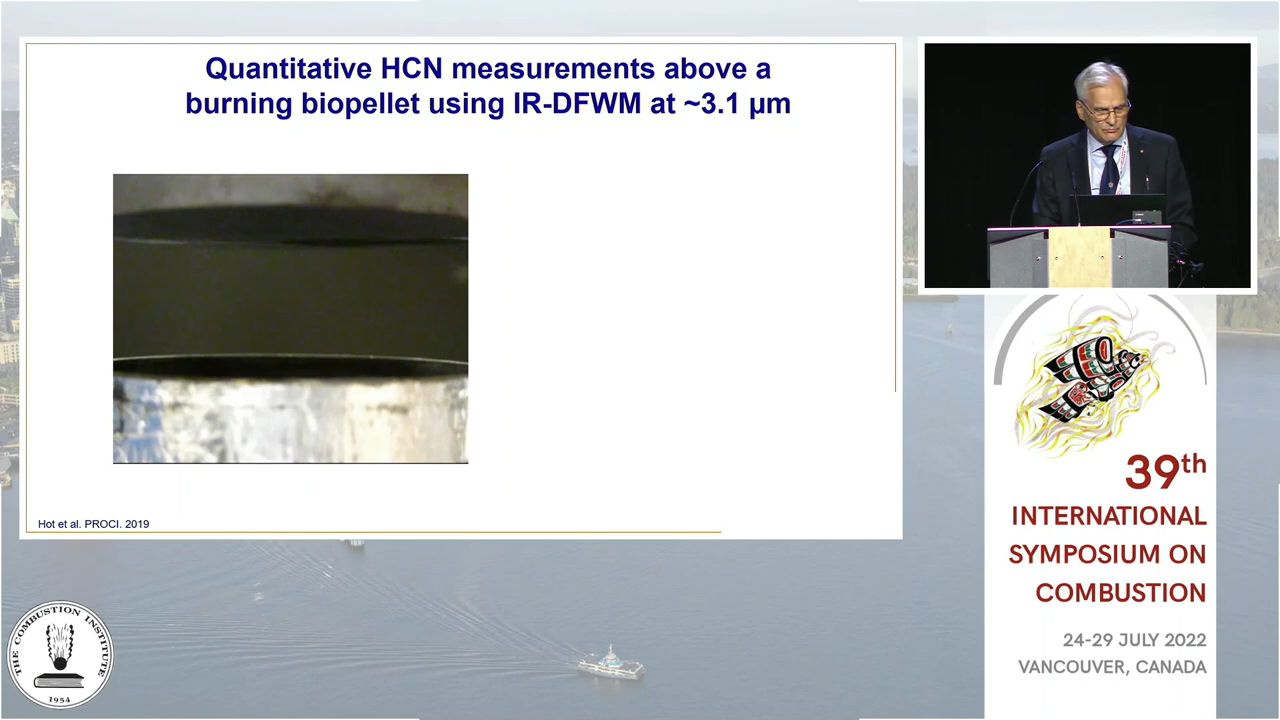 Quantitative HCN measurements above a
burning biopellet using IR-DFWM at ~3.1 µm
Hot et al. PROCI. 2019
39th
INTERNATIONAL
SYMPOSIUM ON
COMBUSTION
24-29 JULY 2022
VANCOUVER, CANADA
THE COMBUSTION INSTITUTE
1954